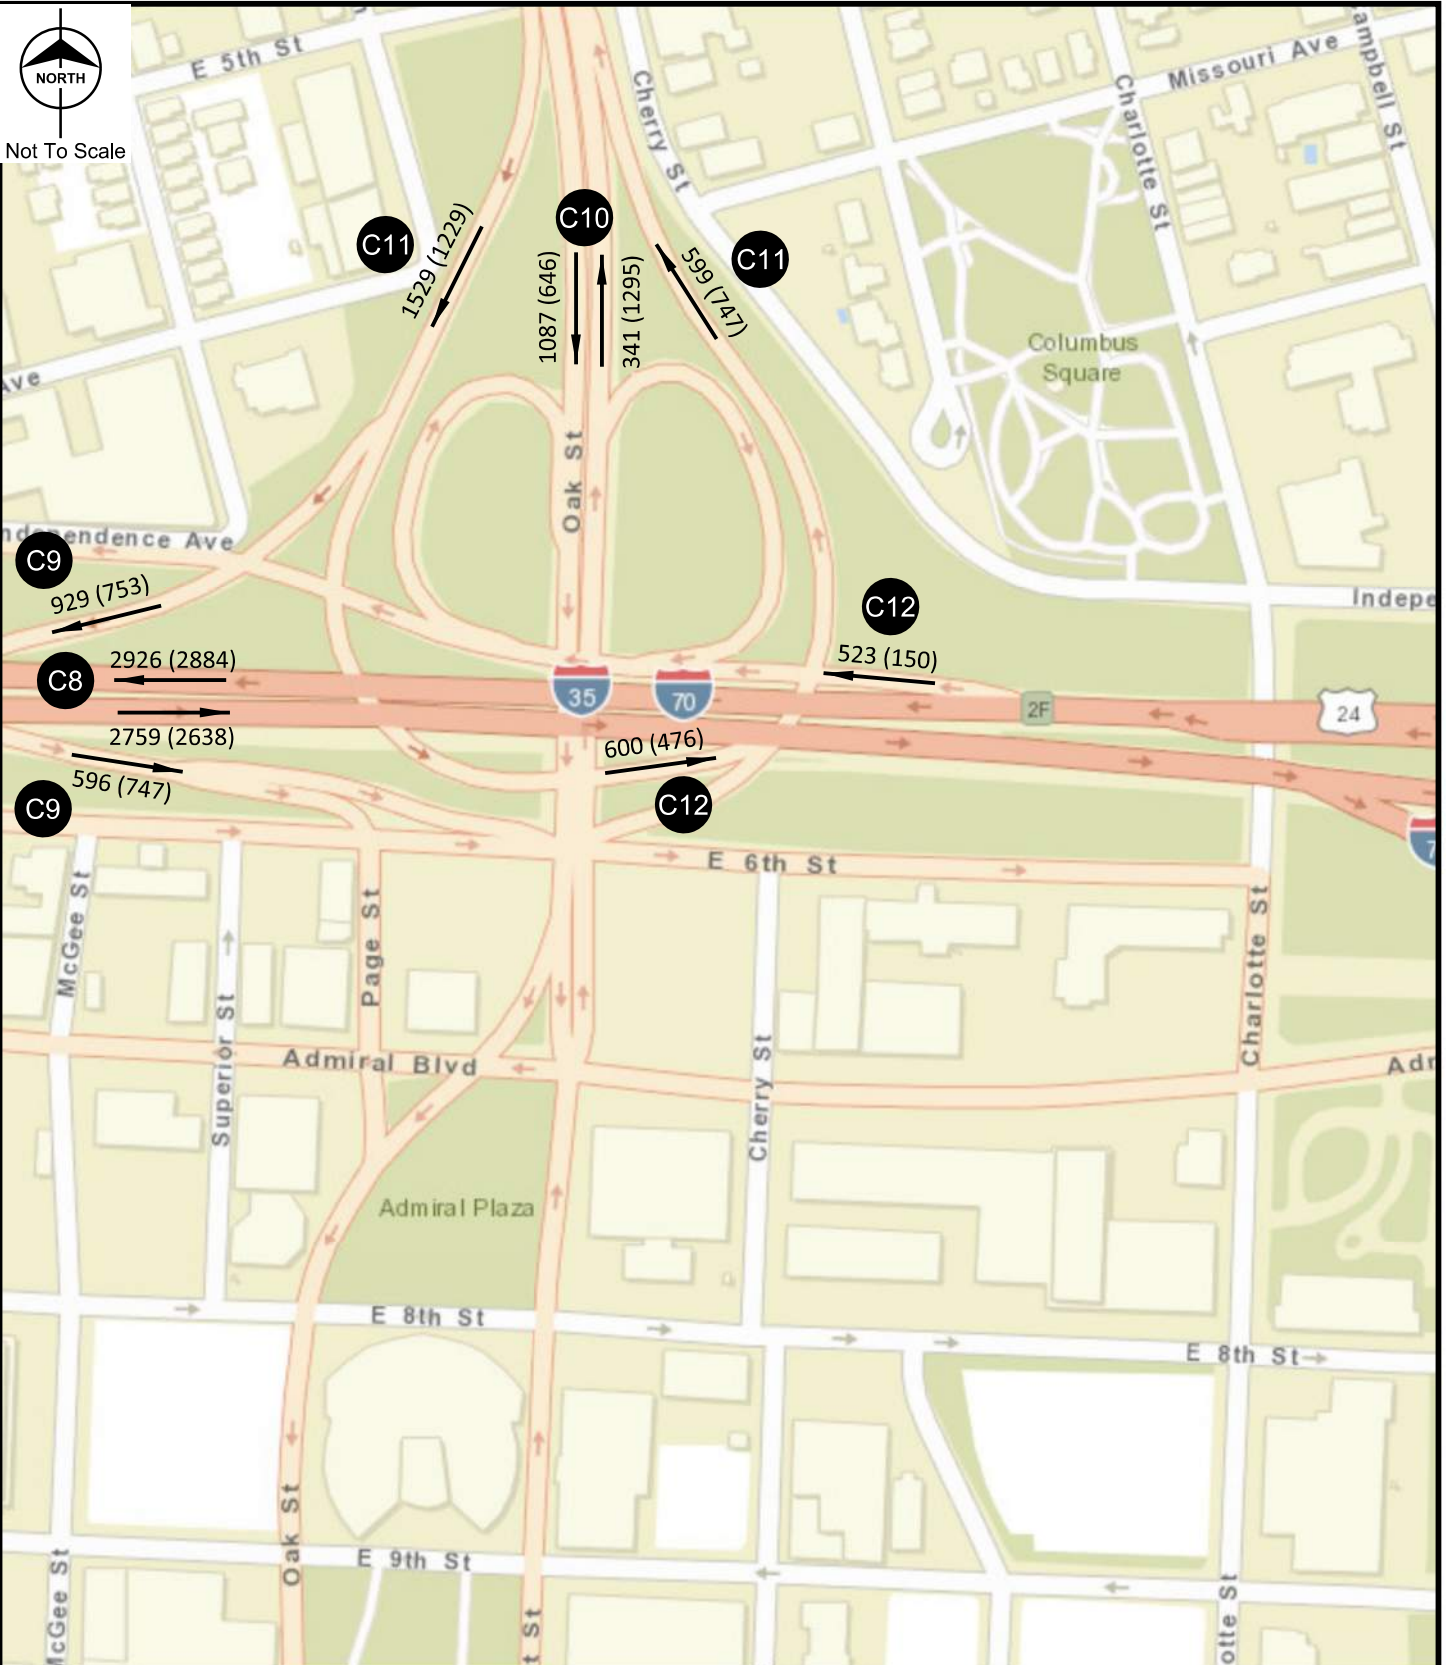 NORTH
Not To Scale
E 5th St
Cherry St
Missouri Ave
Charlotte St
ampbell St
C10
C11
C11
1529 (1229)
1087 (646)
341 (1295)
599 (747)
Columbus
Square
Ave
Oak St
ndependence Ave
C9
929 (753)
C12
Indepe
523 (150)
2926 (2884)
C8
35
70
2F
24
2759 (2638)
600 (476)
596 (747)
C9
C12
7
E 6th St
McGee St
Page St
Charlotte St
Superior St
Admiral Blvd
Cherry St
Adr
Admiral Plaza
E 8th St
E 8th St
Oak St
E 9th St
McGee St
t St
otte St